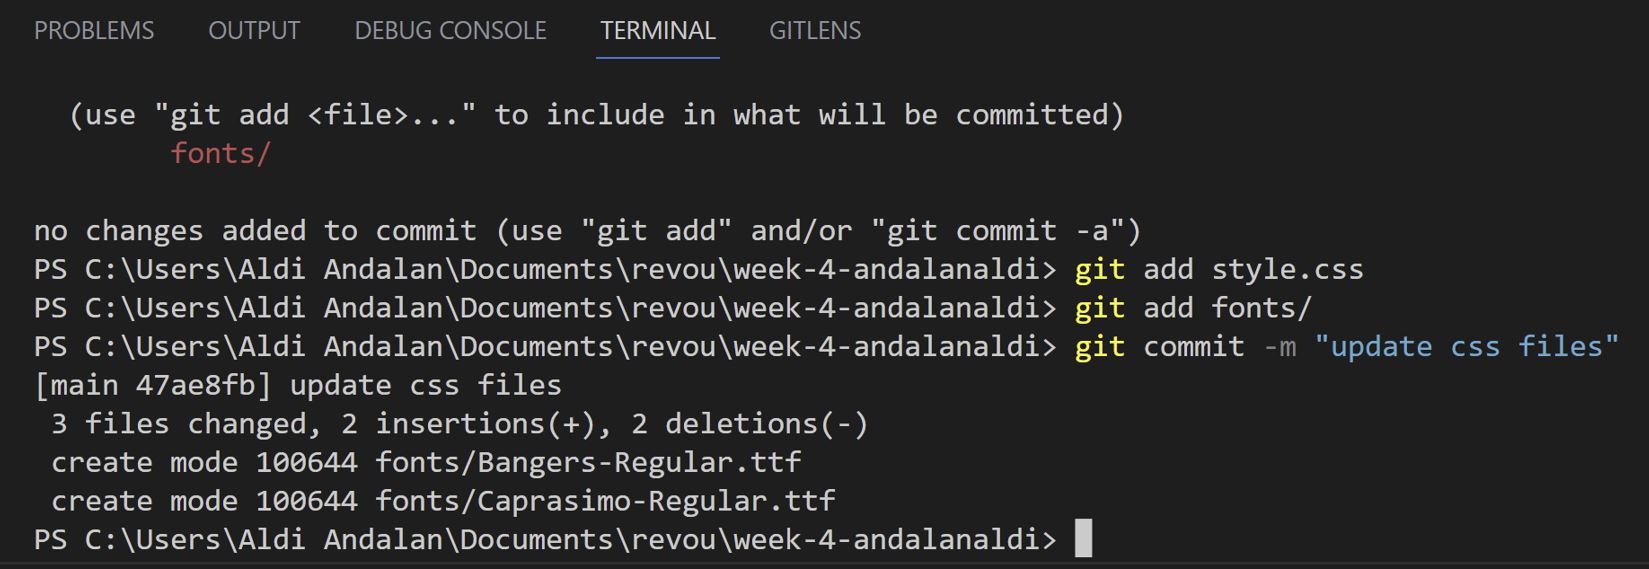 PROBLEMS OUTPUT DEBUG CONSOLE TERMINAL GITLENS
(use "git add <file>..." to include in what will be committed)
fonts/
no changes added to commit (use "git add" and/or "git commit -a")
PS C:\Users\Aldi Andalan\Documents\revou\week-4-andalanaldi> git add style.css
PS C:\Users\Aldi Andalan\Documents\revou\week-4-andalanaldi> git add fonts/
PS C:\Users\Aldi Andalan\Documents\revou\week-4-andalanaldi> git commit -m "update css files"
[main 47ae8fb] update css files
3 files changed, 2 insertions(+), 2 deletions(-)
create mode 100644 fonts/Bangers-Regular.ttf
create mode 100644 fonts/Caprasimo-Regular.ttf
PS C:\Users\Aldi Andalan\Documents\revou\week-4-andalanaldi>